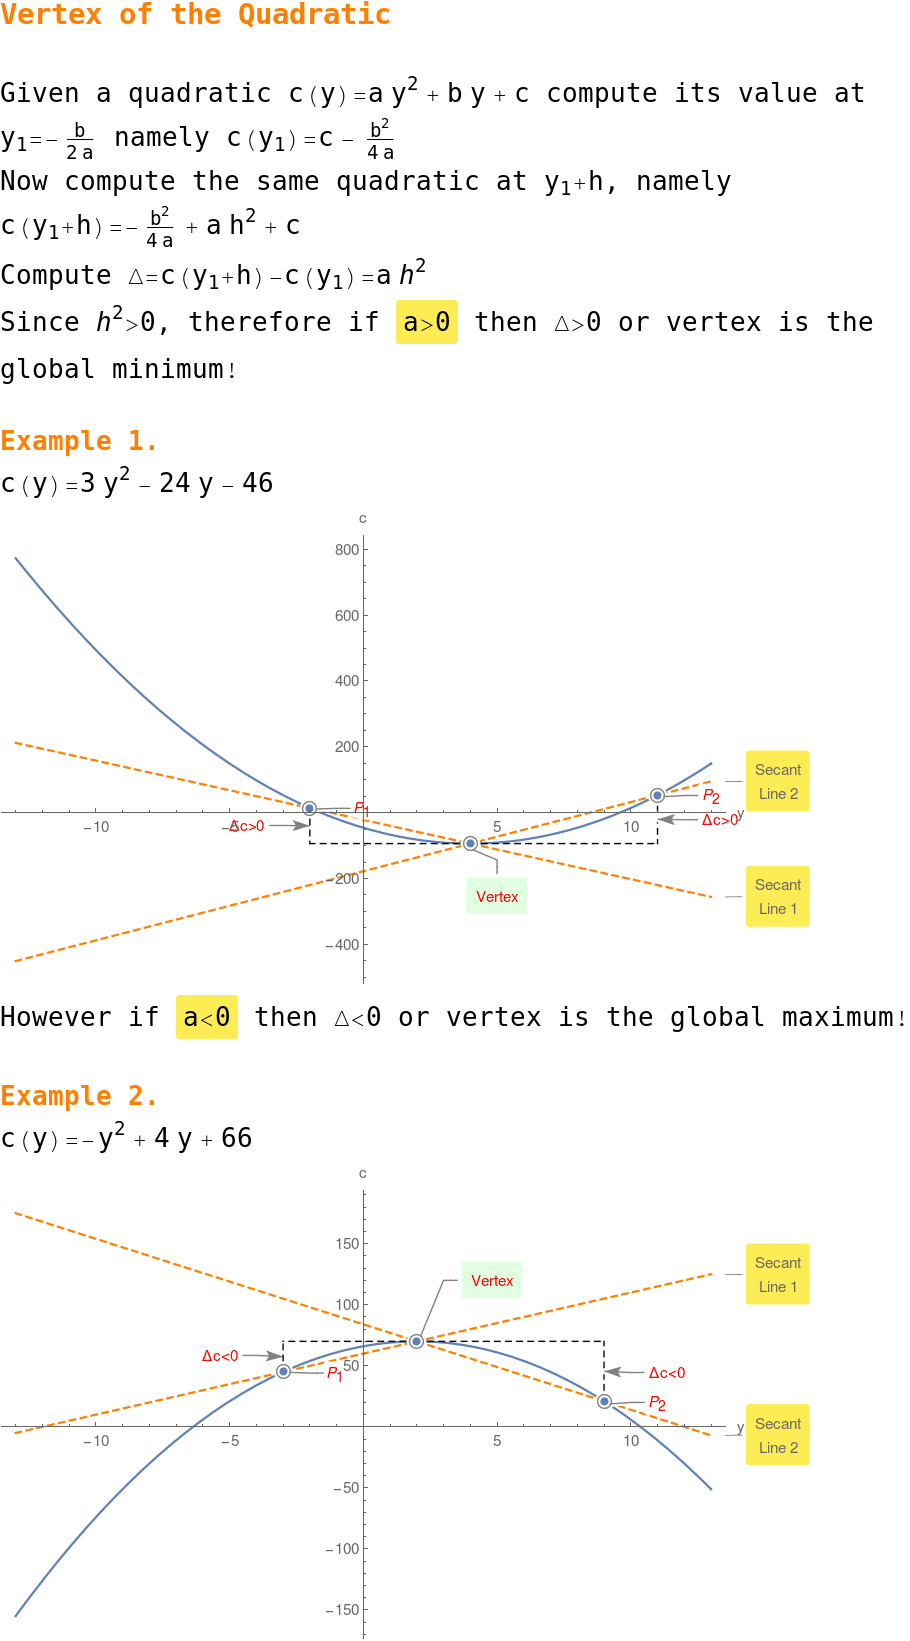 Vertex of the Quadratic
Given a quadratic c(y)=a y² + b y + c compute its value at
y₁=- b/(2 a) namely c(y₁)=c - b²/(4 a)
Now compute the same quadratic at y₁+h, namely
c(y₁+h)=- b²/(4 a) + a h² + c
Compute Δ=c(y₁+h)-c(y₁)=a h²
Since h²>0, therefore if a>0 then Δ>0 or vertex is the
global minimum!
Example 1.
c(y)=3 y² - 24 y - 46
c
800
600
400
200
Secant
Line 2
P₂
P₁
y
Δc>0
Δc>0
-10
-5
5
10
-200
Vertex
Secant
Line 1
-400
However if a<0 then Δ<0 or vertex is the global maximum!
Example 2.
c(y)=-y² + 4 y + 66
c
150
Secant
Line 1
Vertex
100
Δc<0
50
P₁
Δc<0
P₂
y
Secant
Line 2
-10
-5
5
10
-50
-100
-150